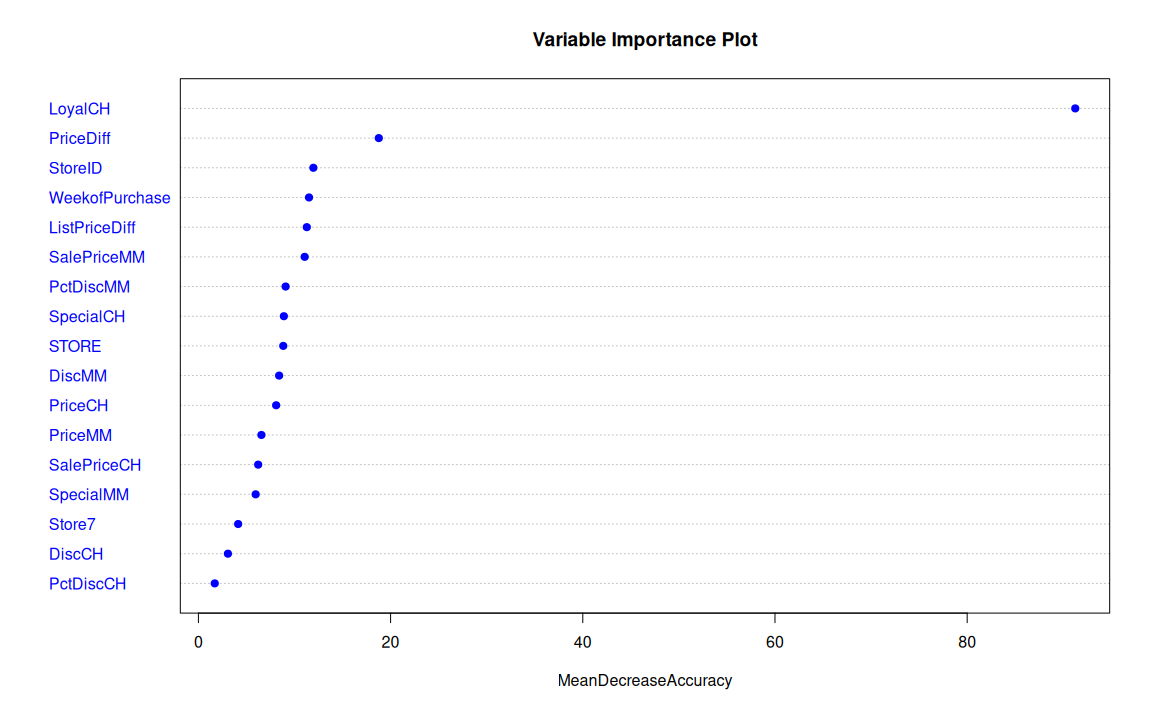 Variable Importance Plot
LoyalCH
PriceDiff
StoreID
WeekofPurchase
ListPriceDiff
SalePriceMM
PctDiscMM
SpecialCH
STORE
DiscMM
PriceCH
PriceMM
SalePriceCH
SpecialMM
Store7
DiscCH
PctDiscCH
0 20 40 60 80
MeanDecreaseAccuracy